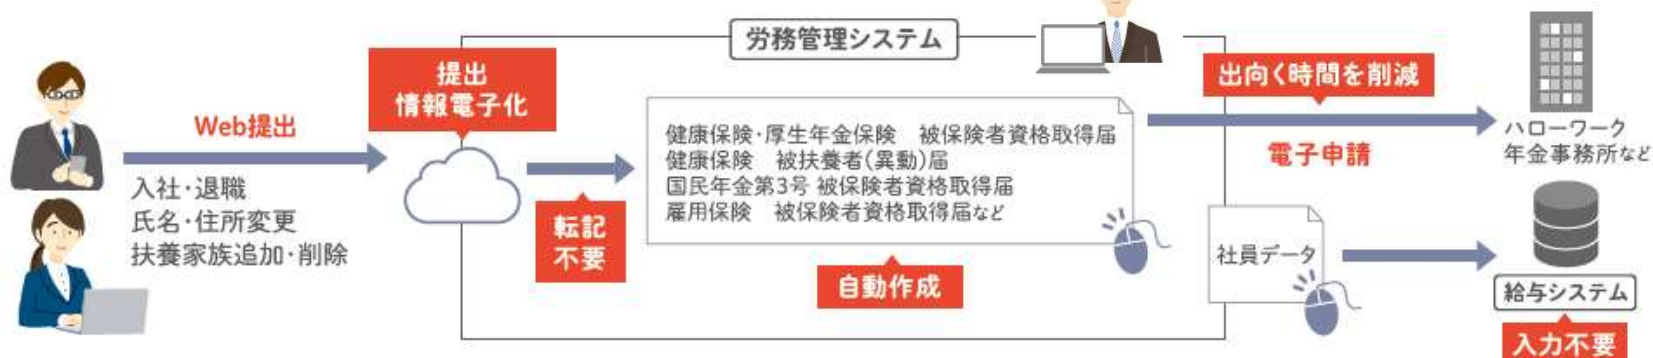 労務管理システム
提出
情報電子化
出向く時間を削減
Web提出
入社・退職
氏名・住所変更
扶養家族追加・削除
転記
不要
健康保険・厚生年金保険　被保険者資格取得届
健康保険　被扶養者(異動)届
国民年金第3号 被保険者資格取得届
雇用保険　被保険者資格取得届など
自動作成
電子申請
ハローワーク
年金事務所など
社員データ
給与システム
入力不要